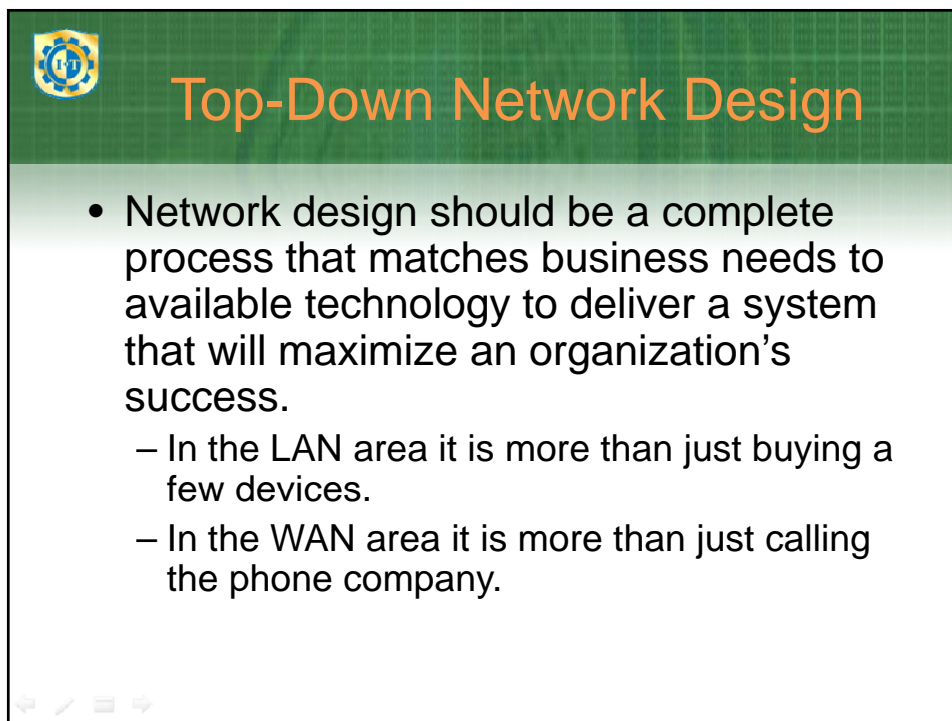 Top-Down Network Design
• Network design should be a complete
process that matches business needs to
available technology to deliver a system
that will maximize an organization's
success.
– In the LAN area it is more than just buying a
few devices.
– In the WAN area it is more than just calling
the phone company.